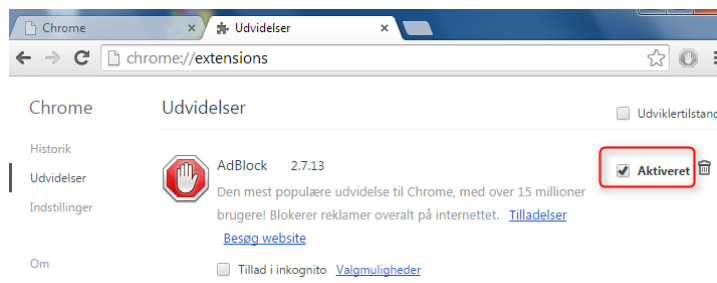 Chrome
Udvidelser
chrome://extensions
Chrome
Udvidelser
Udviklertilstand
Historik
Udvidelser
Indstillinger
Om
AdBlock 2.7.13
Aktiveret
Den mest populære udvidelse til Chrome, med over 15 millioner
brugere! Blokerer reklamer overalt på internettet. Tilladelser
Besøg website
Tillad i inkognito Valgmuligheder